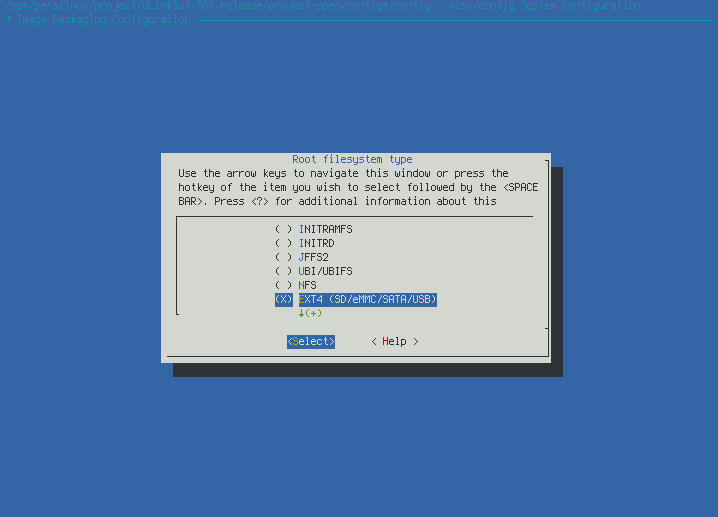 /opt/petalinux/project/ULinkSat-SDR.release/project-spec/configs/config - misc/config System Configuration
→ Image Packaging Configuration
Root filesystem type
Use the arrow keys to navigate this window or press the
hotkey of the item you wish to select followed by the <SPACE
BAR>. Press <?> for additional information about this
( ) INITRAMFS
( ) INITRD
( ) JFFS2
( ) UBI/UBIFS
( ) NFS
(X) EXT4 (SD/eMMC/SATA/USB)
↓(+)
<Select> < Help >